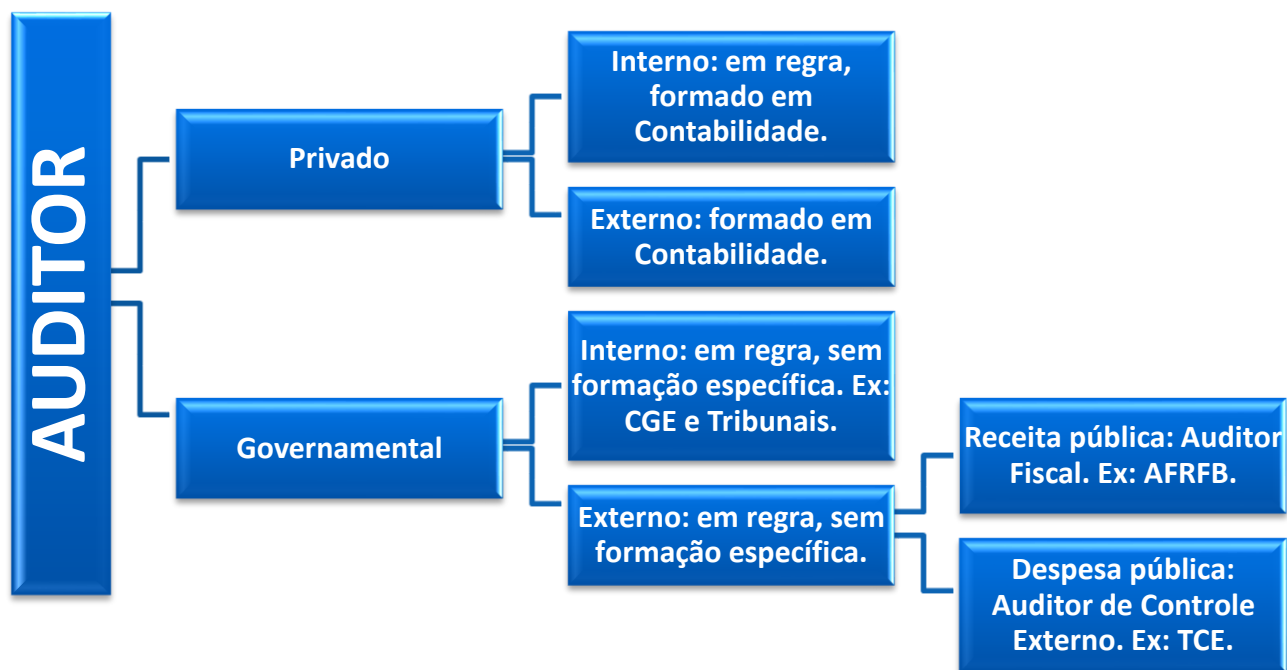 AUDITOR
Privado
Interno: em regra,
formado em
Contabilidade.
Externo: formado em
Contabilidade.
Governamental
Interno: em regra, sem
formação específica. Ex:
CGE e Tribunais.
Externo: em regra, sem
formação específica.
Receita pública: Auditor
Fiscal. Ex: AFRFB.
Despesa pública:
Auditor de Controle
Externo. Ex: TCE.